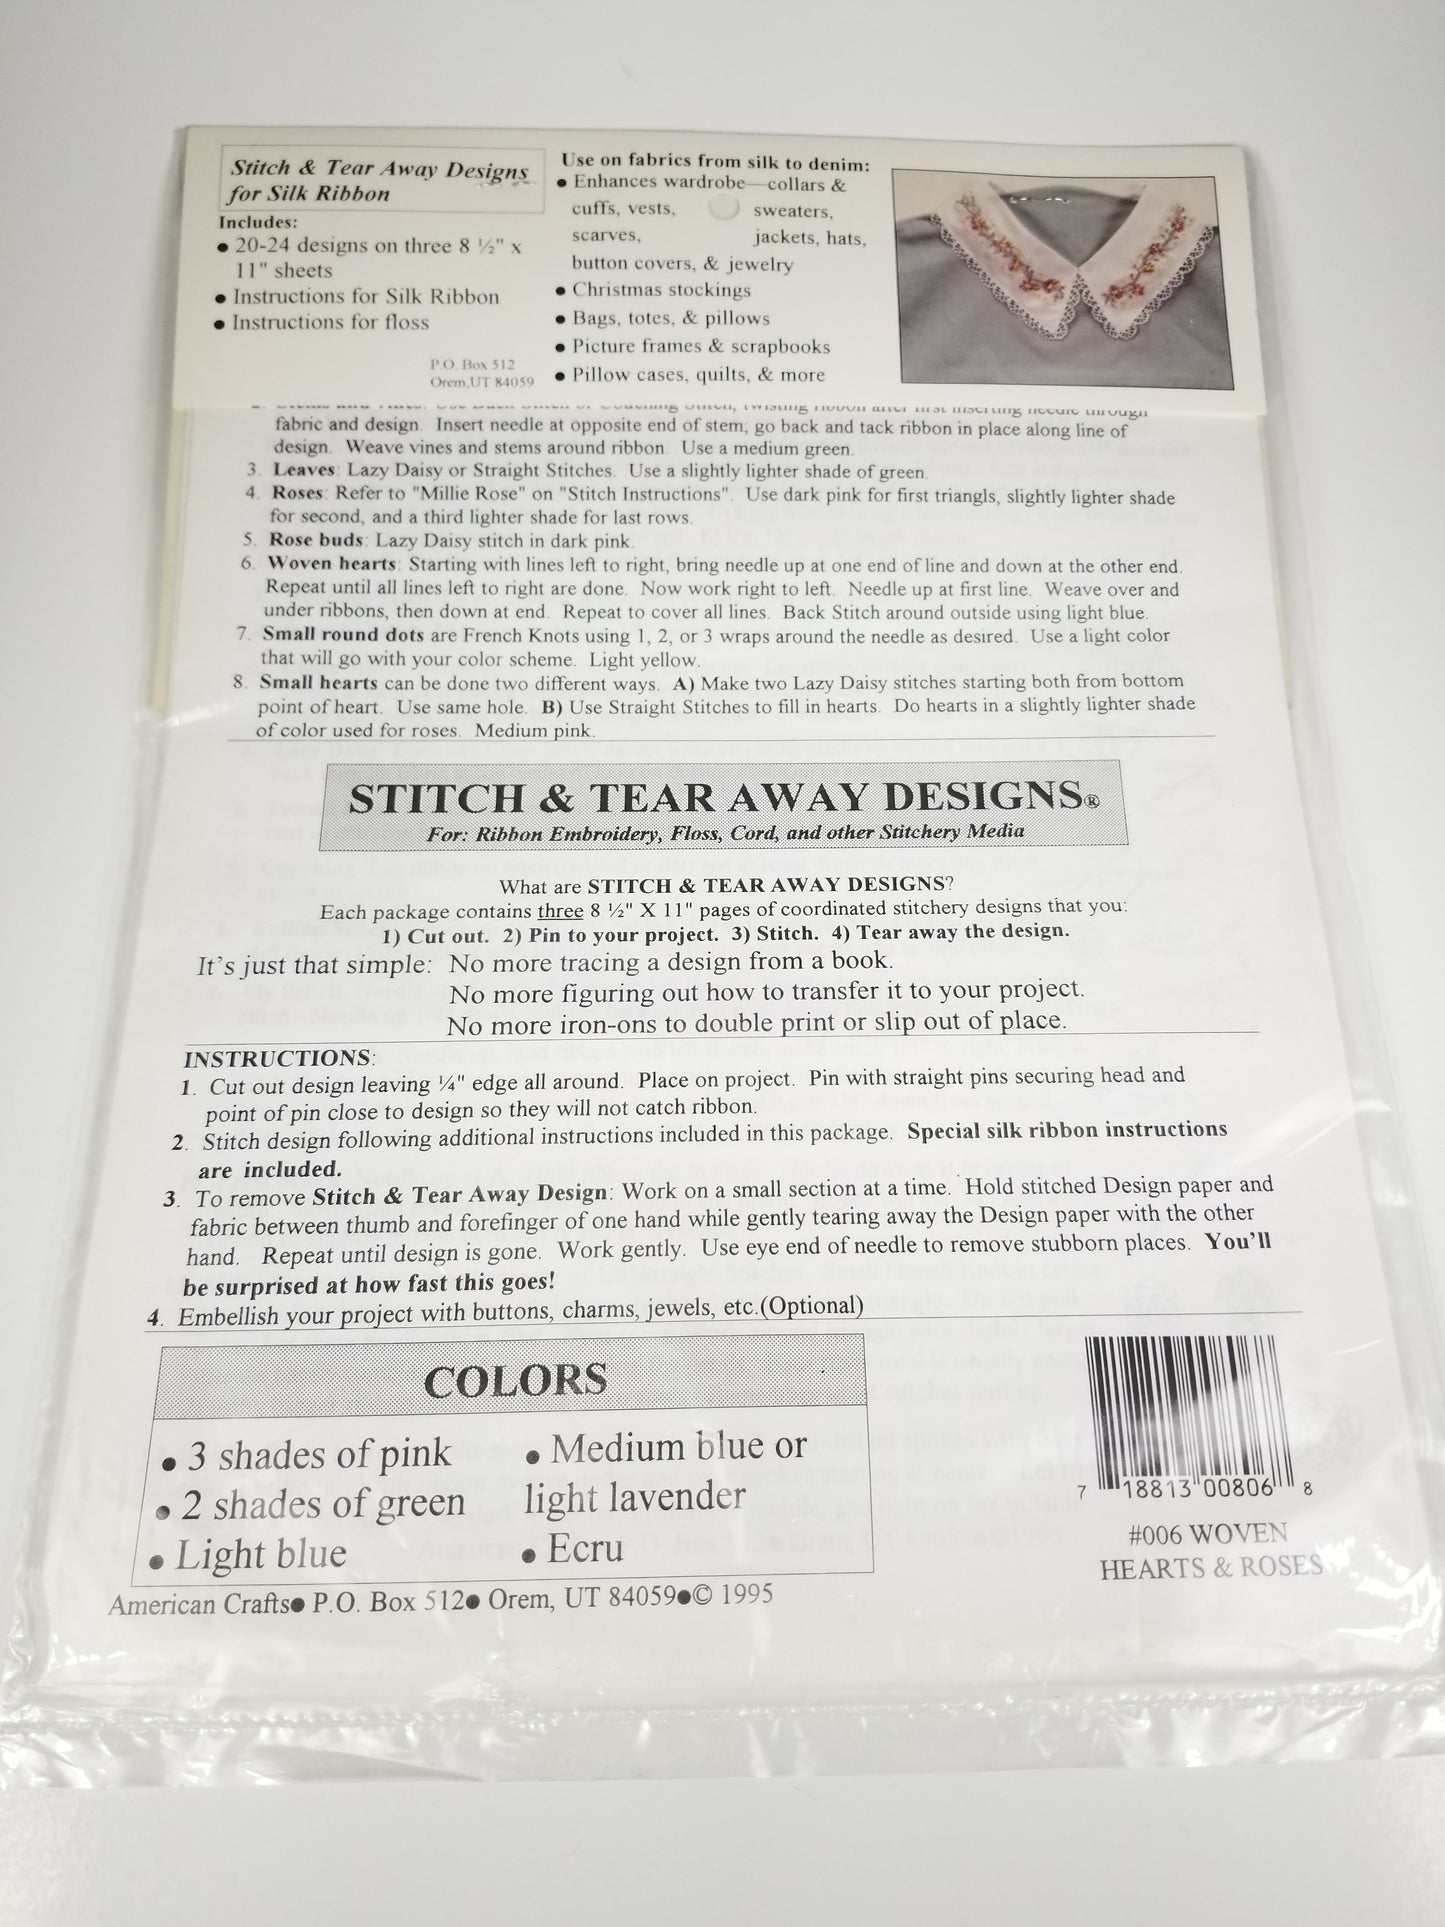 Stitch & Tear Away Designs
for Silk Ribbon
Includes:
● 20-24 designs on three 8 ½" x
11" sheets
● Instructions for Silk Ribbon
● Instructions for floss
P.O. Box 512
Orem,UT 84059
Use on fabrics from silk to denim:
● Enhances wardrobe—collars &
cuffs, vests, sweaters,
scarves, jackets, hats,
button covers, & jewelry
● Christmas stockings
● Bags, totes, & pillows
● Picture frames & scrapbooks
● Pillow cases, quilts, & more
2. Stems and vines: Use Back Stitch or Couching Stitch, twisting ribbon after first inserting needle through
fabric and design. Insert needle at opposite end of stem; go back and tack ribbon in place along line of
design. Weave vines and stems around ribbon. Use a medium green.
3. Leaves: Lazy Daisy or Straight Stitches. Use a slightly lighter shade of green.
4. Roses: Refer to "Millie Rose" on "Stitch Instructions". Use dark pink for first triangls, slightly lighter shade
for second, and a third lighter shade for last rows.
5. Rose buds: Lazy Daisy stitch in dark pink.
6. Woven hearts: Starting with lines left to right, bring needle up at one end of line and down at the other end.
Repeat until all lines left to right are done. Now work right to left. Needle up at first line. Weave over and
under ribbons, then down at end. Repeat to cover all lines. Back Stitch around outside using light blue.
7. Small round dots are French Knots using 1, 2, or 3 wraps around the needle as desired. Use a light color
that will go with your color scheme. Light yellow.
8. Small hearts can be done two different ways. A) Make two Lazy Daisy stitches starting both from bottom
point of heart. Use same hole. B) Use Straight Stitches to fill in hearts. Do hearts in a slightly lighter shade
of color used for roses. Medium pink.
STITCH & TEAR AWAY DESIGNS®
For: Ribbon Embroidery, Floss, Cord, and other Stitchery Media
What are STITCH & TEAR AWAY DESIGNS?
Each package contains three 8 ½" X 11" pages of coordinated stitchery designs that you:
1) Cut out. 2) Pin to your project. 3) Stitch. 4) Tear away the design.
It's just that simple: No more tracing a design from a book.
No more figuring out how to transfer it to your project.
No more iron-ons to double print or slip out of place.
INSTRUCTIONS:
1. Cut out design leaving ¼" edge all around. Place on project. Pin with straight pins securing head and
point of pin close to design so they will not catch ribbon.
2. Stitch design following additional instructions included in this package. Special silk ribbon instructions
are included.
3. To remove Stitch & Tear Away Design: Work on a small section at a time. Hold stitched Design paper and
fabric between thumb and forefinger of one hand while gently tearing away the Design paper with the other
hand. Repeat until design is gone. Work gently. Use eye end of needle to remove stubborn places. You'll
be surprised at how fast this goes!
4. Embellish your project with buttons, charms, jewels, etc.(Optional)
COLORS
● 3 shades of pink
● 2 shades of green
● Light blue
● Medium blue or
light lavender
● Ecru
7 18813 00806 8
#006 WOVEN
HEARTS & ROSES
American Crafts● P.O. Box 512● Orem, UT 84059●© 1995